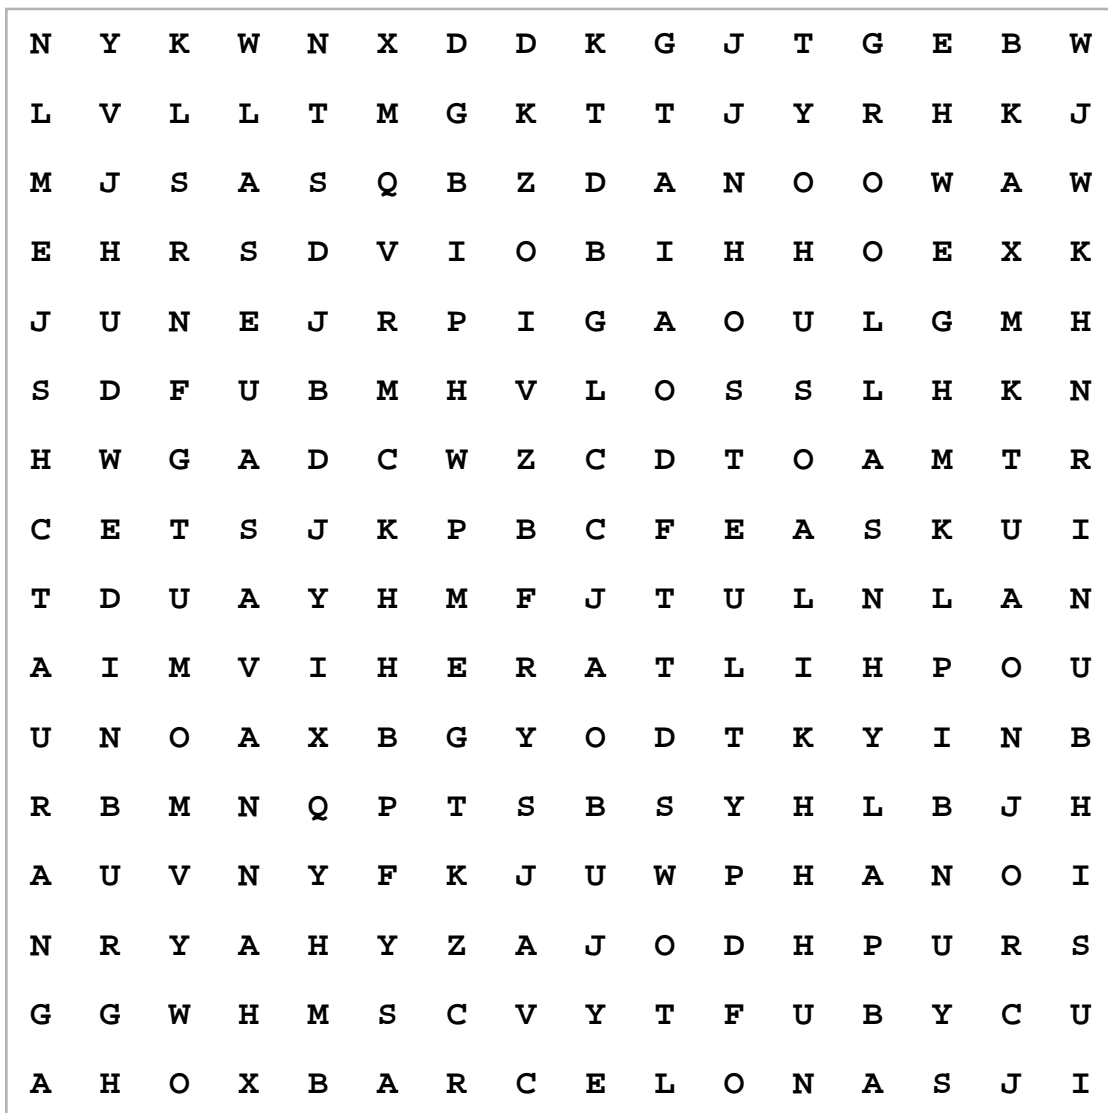 N Y K W N X D D K G J T G E B W
L V L L T M G K T T J Y R H K J
M J S A S Q B Z D A N O O W A W
E H R S D V I O B I H H O E X K
J U N E J R P I G A O U L G M H
S D F U B M H V L O S S L H K N
H W G A D C W Z C D T O A M T R
C E T S J K P B C F E A S K U I
T D U A Y H M F J T U L N L A N
A I M V I H E R A T L I H P O U
U N O A X B G Y O D T K Y I N B
R B M N Q P T S B S Y H L B J H
A U V N Y F K J U W P H A N O I
N R Y A H Y Z A J O D H P U R S
G G W H M S C V Y T F U B Y C U
A H O X B A R C E L O N A S J I